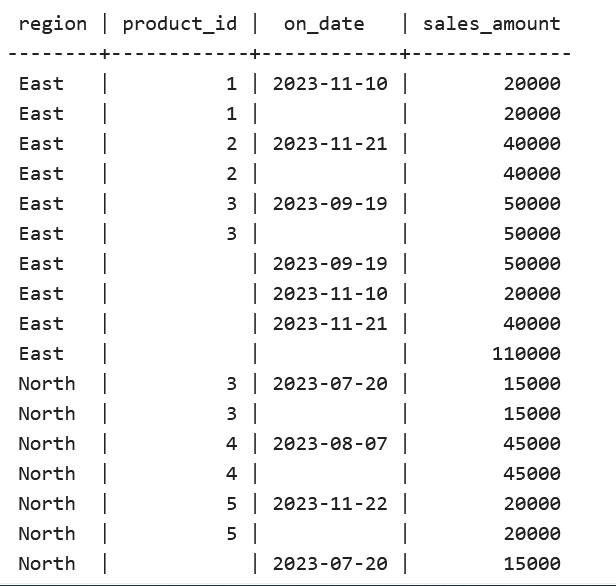 region | product_id |  on_date   | sales_amount
--------+------------+------------+--------------
East   |          1 | 2023-11-10 |        20000
East   |          1 |            |        20000
East   |          2 | 2023-11-21 |        40000
East   |          2 |            |        40000
East   |          3 | 2023-09-19 |        50000
East   |          3 |            |        50000
East   |            | 2023-09-19 |        50000
East   |            | 2023-11-10 |        20000
East   |            | 2023-11-21 |        40000
East   |            |            |       110000
North  |          3 | 2023-07-20 |        15000
North  |          3 |            |        15000
North  |          4 | 2023-08-07 |        45000
North  |          4 |            |        45000
North  |          5 | 2023-11-22 |        20000
North  |          5 |            |        20000
North  |            | 2023-07-20 |        15000